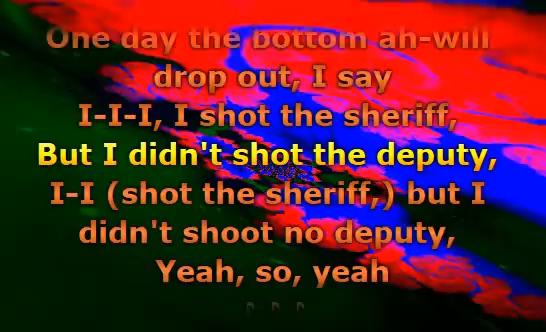 One day the bottom ah-will
drop out, I say
I-I-I, I shot the sheriff,
But I didn't shot the deputy,
I-I (shot the sheriff,) but I
didn't shoot no deputy,
Yeah, so, yeah